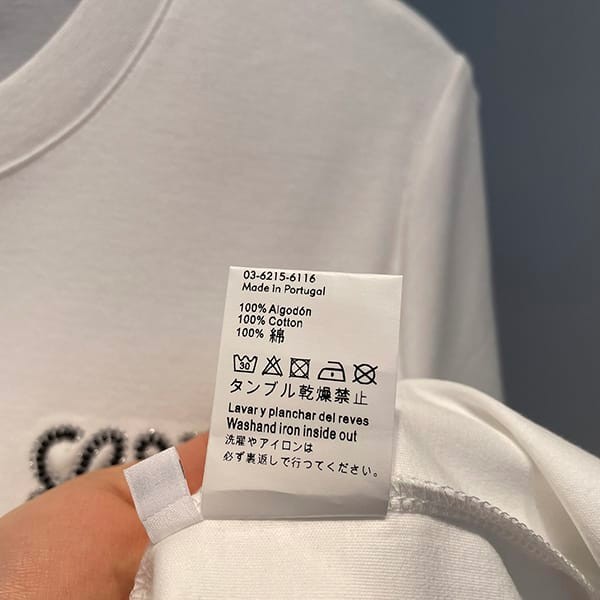 03-6215-6116
Made in Portugal
100% Algodón
100% Cotton
100% 綿
30
タンブル乾燥禁止
Lavar y planchar del reves
Washand iron inside out
洗濯やアイロンは
必ず裏返しで行つてください。